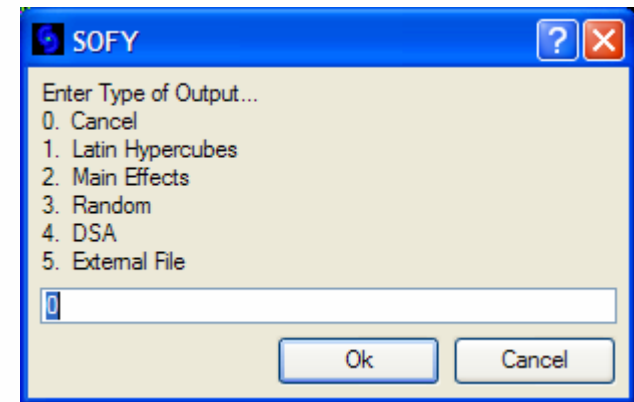 SOFY
Enter Type of Output...
0. Cancel
1. Latin Hypercubes
2. Main Effects
3. Random
4. DSA
5. External File
0
Ok Cancel